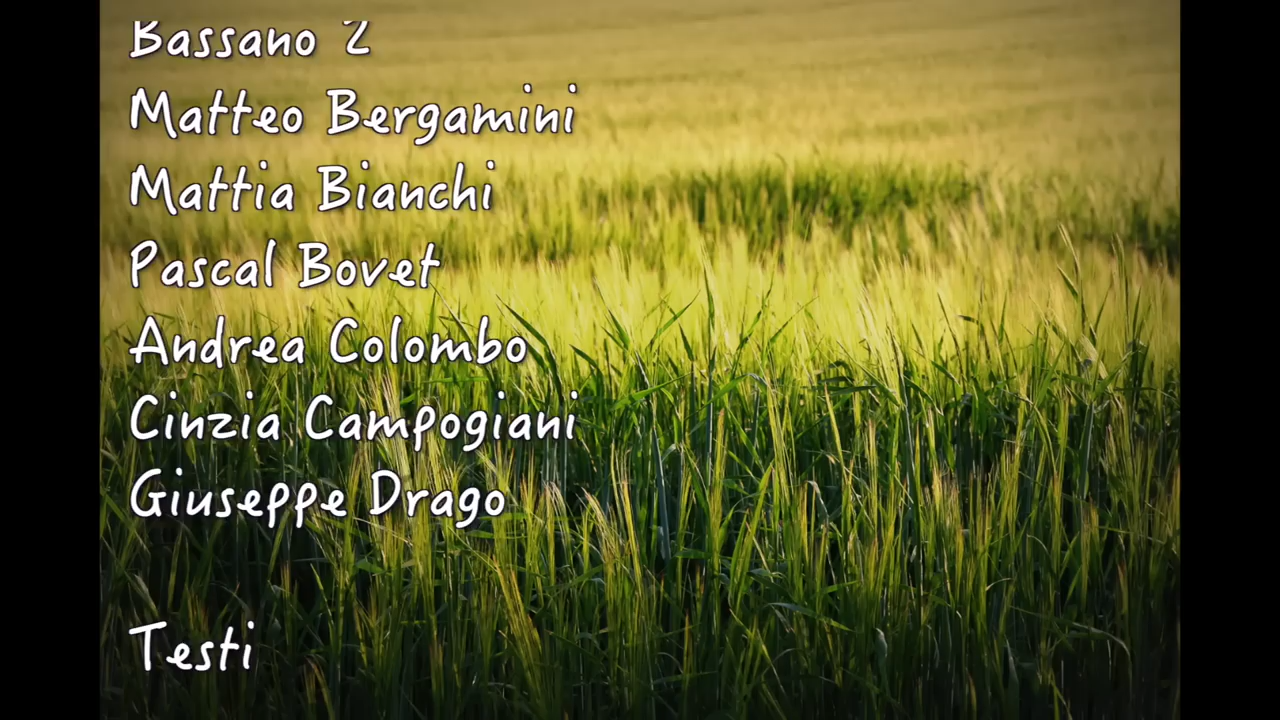 Bassano 2
Matteo Bergamini
Mattia Bianchi
Pascal Bovet
Andrea Colombo
Cinzia Campogiani
Giuseppe Drago
Testi